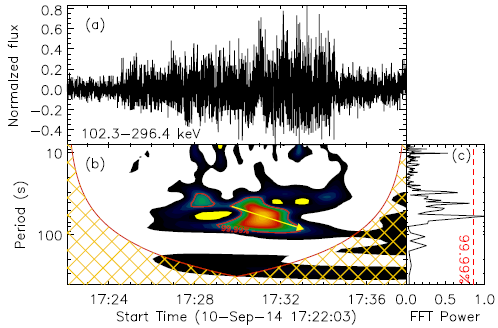 0.8
0.6
0.4
0.2
0.0
−0.2
−0.4
Normalized flux
(a)
102.3−296.4 keV
10
100
Period (s)
(b)
(c)
99.99%
99.99%
17:24
17:28
17:32
17:36
0.0
0.5
1.0
Start Time (10−Sep−14 17:22:03)
FFT Power